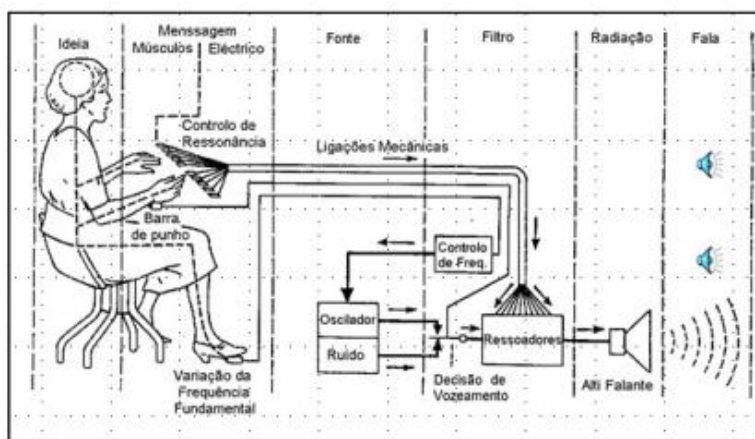 Ideia
Menssagem
Músculos Eléctrico
Fonte
Filtro
Radiação
Fala
Controlo de
Ressonância
Ligações Mecânicas
Barra
de punho
Controlo
de Freq.
Oscilador
Ruído
Ressoadores
Variação da
Frequência
Fundamental
Decisão de
Vozeamento
Alti Falante